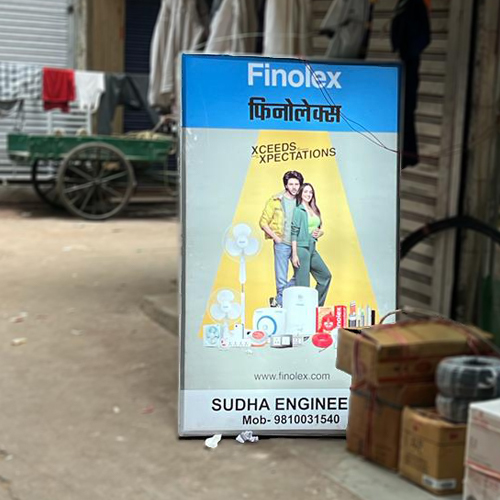 Finolex
फिनोलेक्स
XCEEDS
XPECTATIONS
www.finolex.com
SUDHA ENGINEE
Mob- 9810031540